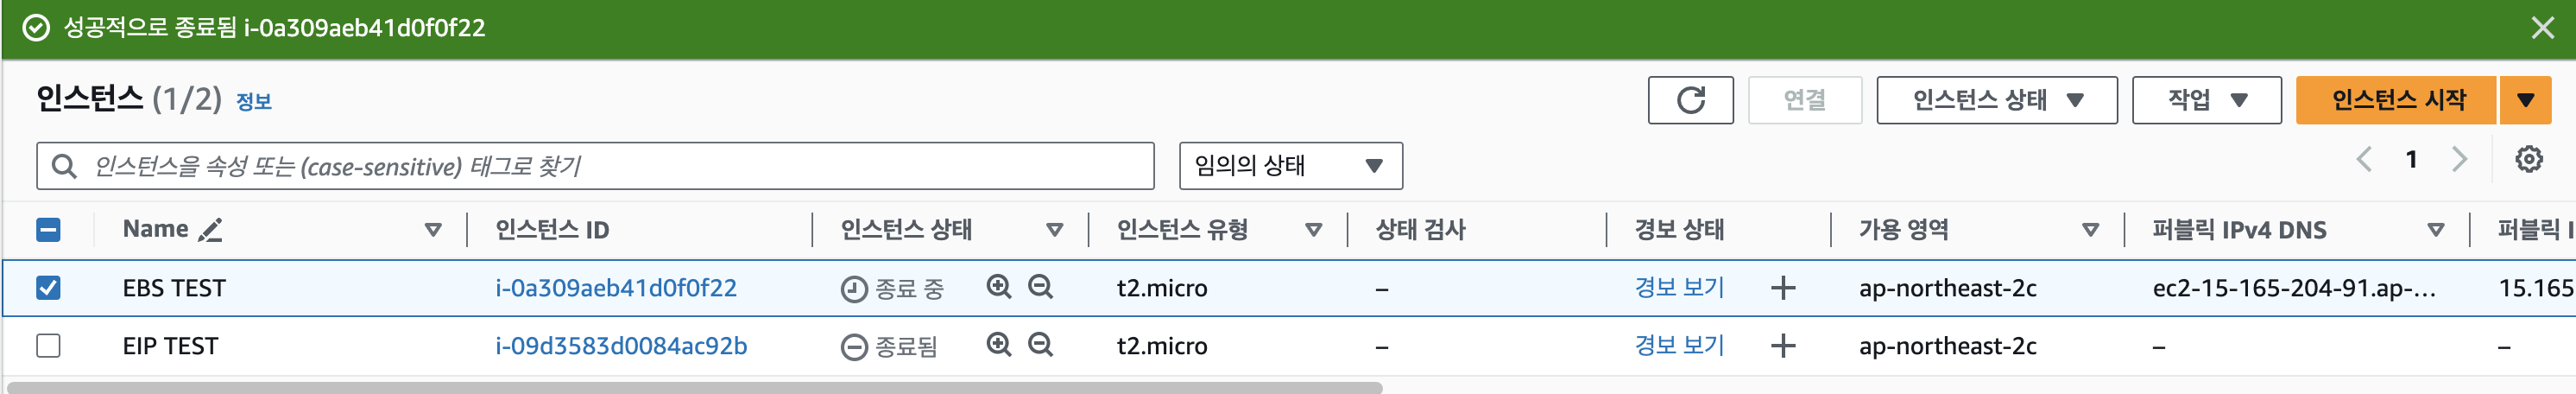 성공적으로 종료됨 i-0a309aeb41d0f0f22
인스턴스 (1/2) 정보
연결
인스턴스 상태
작업
인스턴스 시작
인스턴스를 속성 또는 (case-sensitive) 태그로 찾기
임의의 상태
1
Name 인스턴스 ID 인스턴스 상태 인스턴스 유형 상태 검사 경보 상태 가용 영역 퍼블릭 IPv4 DNS 퍼블릭 I
EBS TEST i-0a309aeb41d0f0f22 종료 중 t2.micro – 경보 보기 + ap-northeast-2c ec2-15-165-204-91.ap-... 15.165
EIP TEST i-09d3583d0084ac92b 종료됨 t2.micro – 경보 보기 + ap-northeast-2c – –